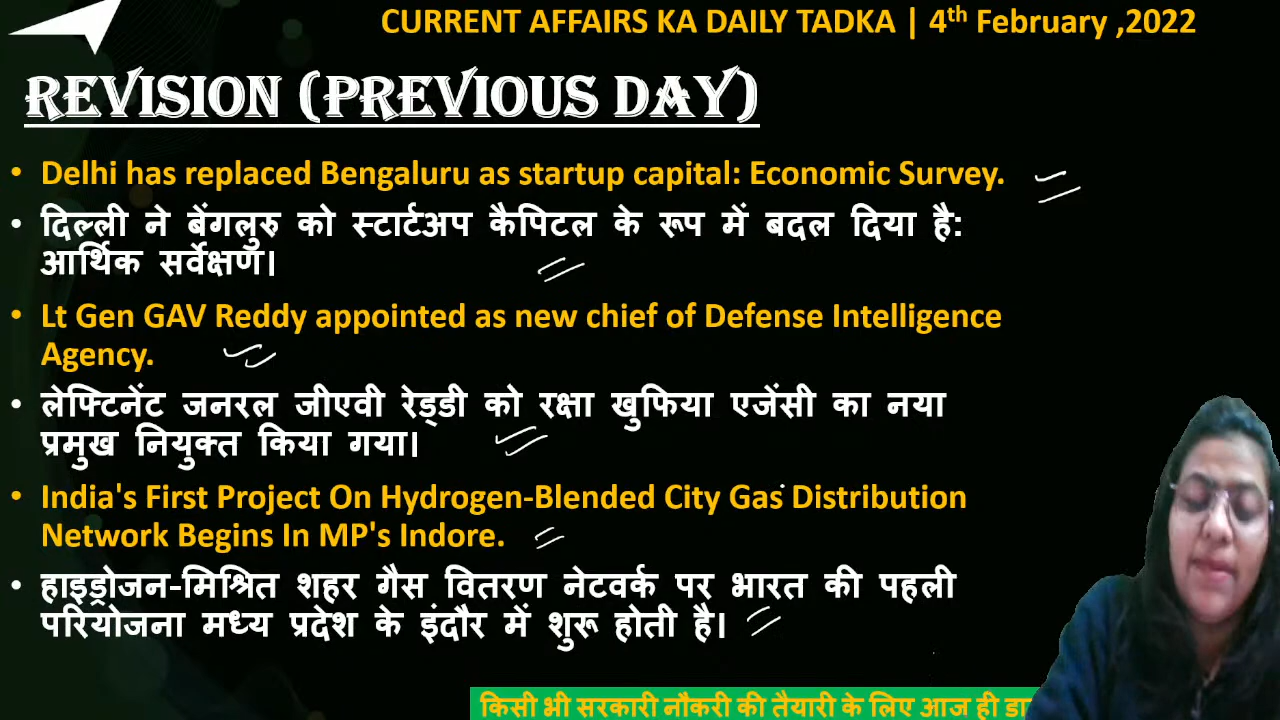 CURRENT AFFAIRS KA DAILY TADKA | 4th February ,2022
REVISION (PREVIOUS DAY)
• Delhi has replaced Bengaluru as startup capital: Economic Survey.
• दिल्ली ने बेंगलुरु को स्टार्टअप कैपिटल के रूप में बदल दिया है:
आर्थिक सर्वेक्षण।
• Lt Gen GAV Reddy appointed as new chief of Defense Intelligence
Agency.
• लेफ्टिनेंट जनरल जीएवी रेड्डी को रक्षा खुफिया एजेंसी का नया
प्रमुख नियुक्त किया गया।
• India's First Project On Hydrogen-Blended City Gas Distribution
Network Begins In MP's Indore.
• हाइड्रोजन-मिश्रित शहर गैस वितरण नेटवर्क पर भारत की पहली
परियोजना मध्य प्रदेश के इंदौर में शुरू होती है।
किसी भी सरकारी नौकरी की तैयारी के लिए आज ही